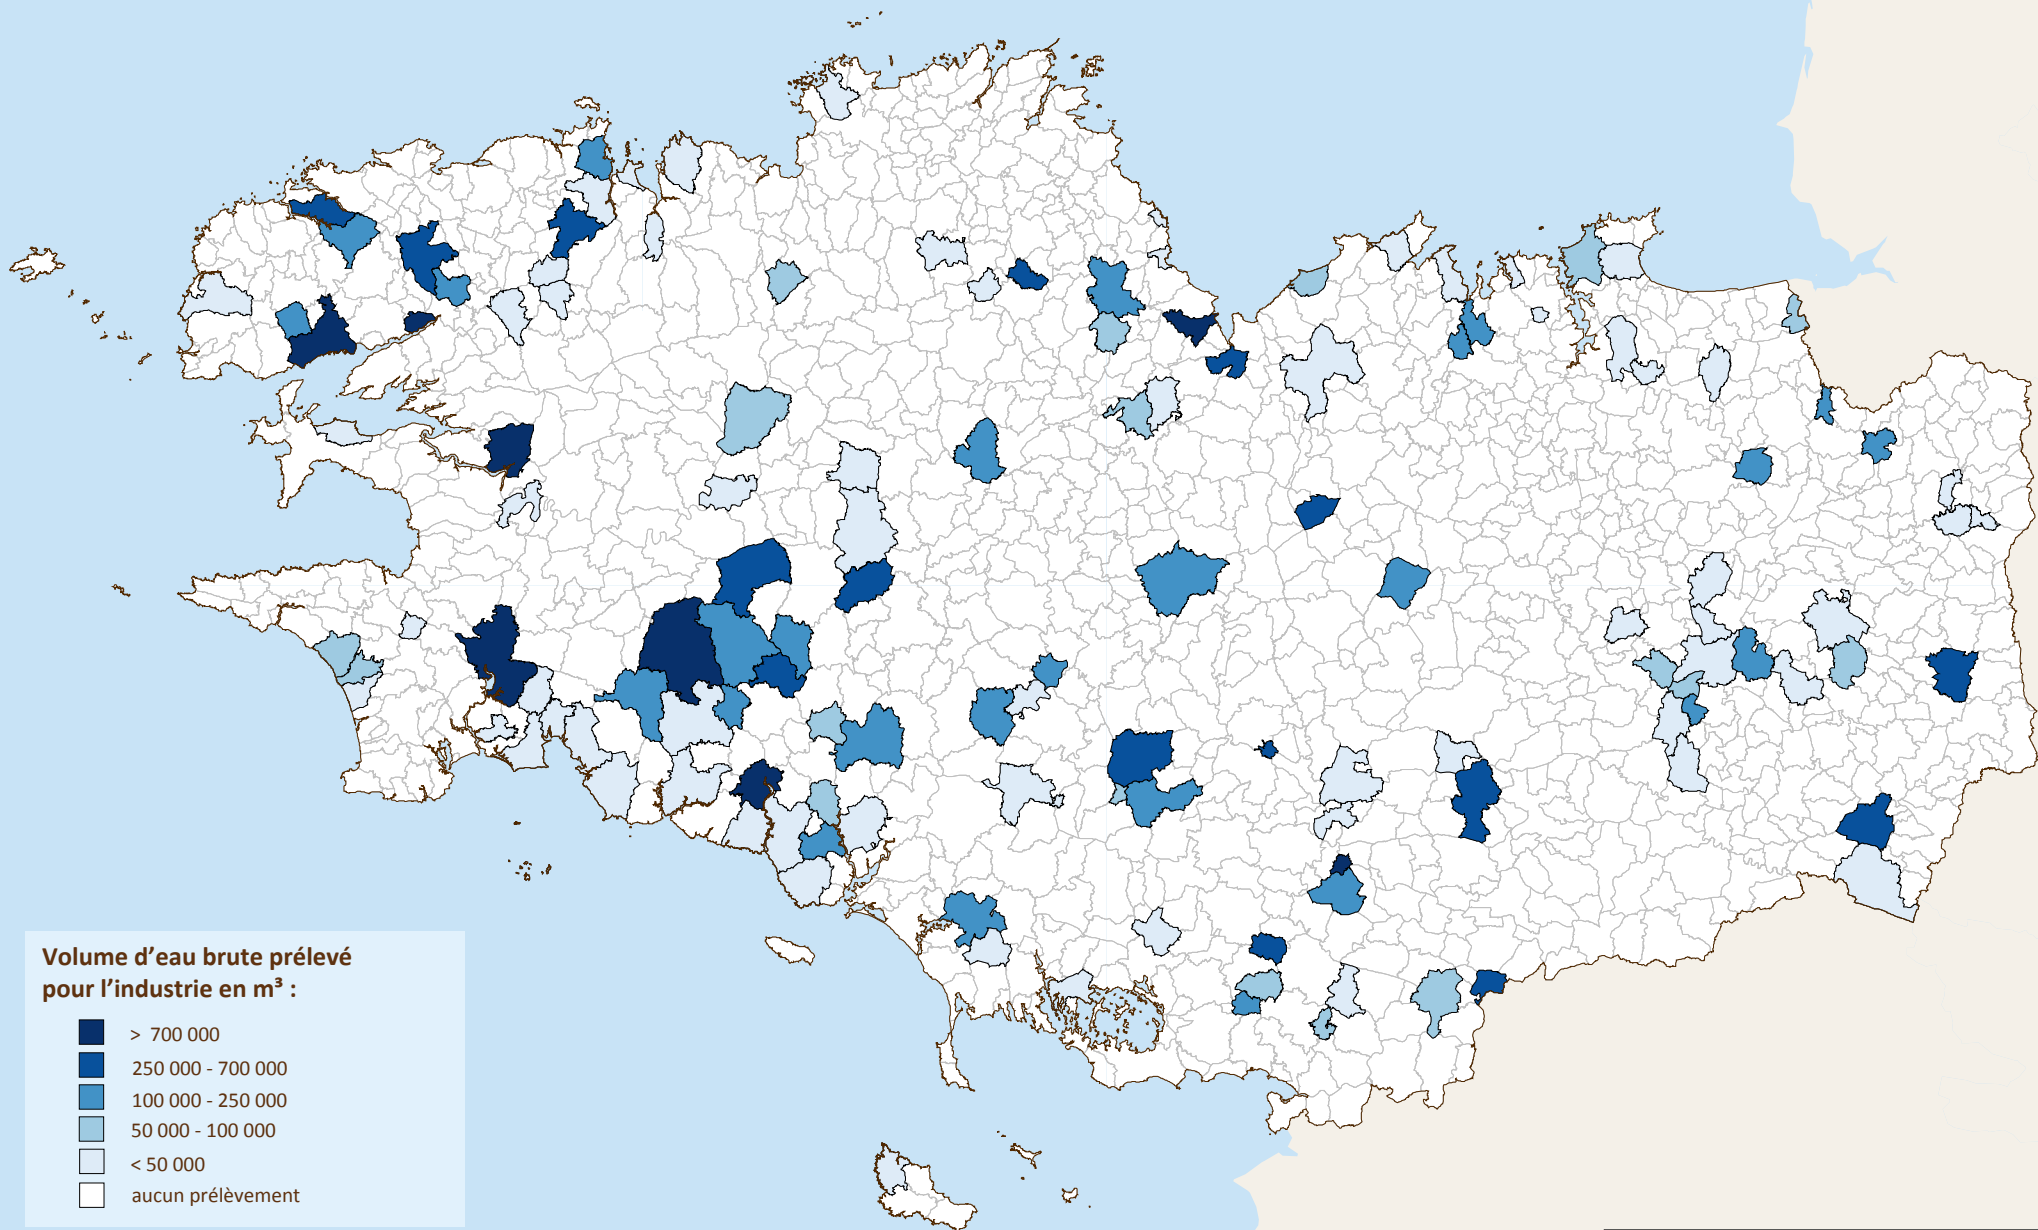 Volume d’eau brute prélevé
pour l’industrie en m³ :
> 700 000
250 000 - 700 000
100 000 - 250 000
50 000 - 100 000
< 50 000
aucun prélèvement